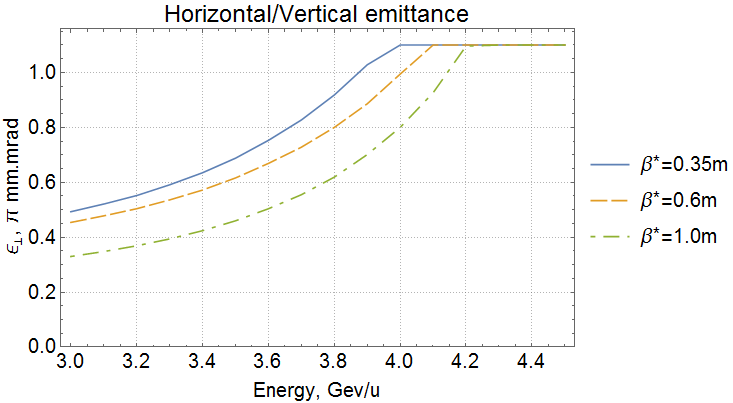 Horizontal/Vertical emittance
ϵ⊥, π mm.mrad
1.0
0.8
0.6
0.4
0.2
0.0
3.0 3.2 3.4 3.6 3.8 4.0 4.2 4.4
Energy, Gev/u
β*=0.35m
β*=0.6m
β*=1.0m